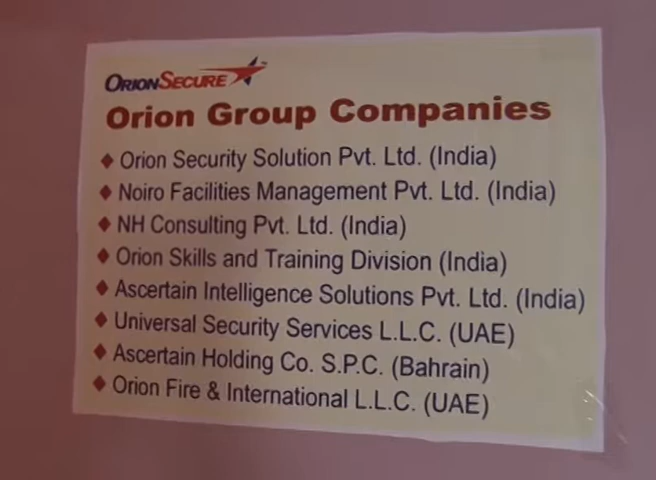 ORIONSECURE™
Orion Group Companies
◆ Orion Security Solution Pvt. Ltd. (India)
◆ Noiro Facilities Management Pvt. Ltd. (India)
◆ NH Consulting Pvt. Ltd. (India)
◆ Orion Skills and Training Division (India)
◆ Ascertain Intelligence Solutions Pvt. Ltd. (India)
◆ Universal Security Services L.L.C. (UAE)
◆ Ascertain Holding Co. S.P.C. (Bahrain)
◆ Orion Fire & International L.L.C. (UAE)